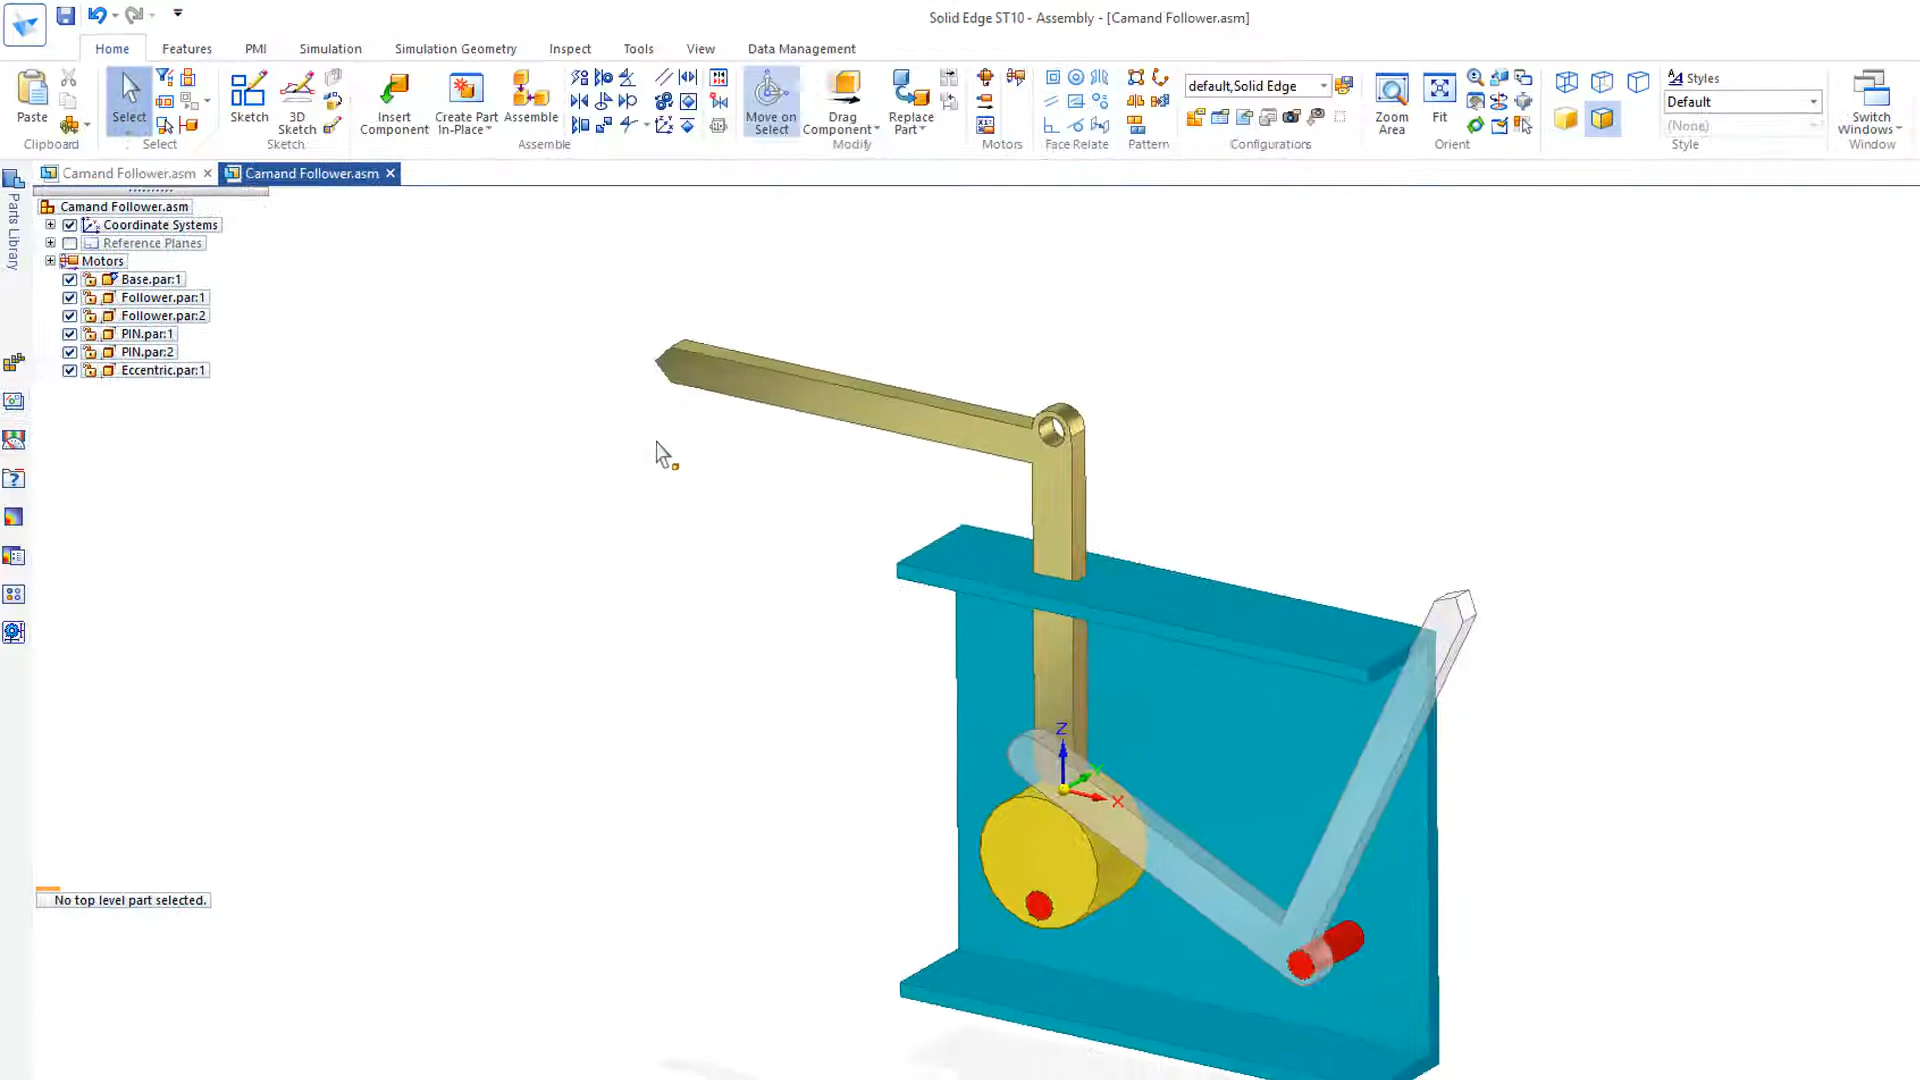 Solid Edge ST10 - Assembly - [Camand Follower.asm]
Home Features PMI Simulation Simulation Geometry Inspect Tools View Data Management
Paste
Clipboard
Select
Select
Sketch
3D Sketch
Sketch
Insert Component
Create Part In-Place
Assemble
Assemble
Move on Select
Drag Component
Replace Part
Modify
Motors
Face Relate
Pattern
default,Solid Edge
Configurations
Zoom Area
Fit
Orient
Styles
Default
(None)
Style
Switch Windows
Window
Camand Follower.asm
Camand Follower.asm
Parts Library
Camand Follower.asm
Coordinate Systems
Reference Planes
Motors
Base.par:1
Follower.par:1
Follower.par:2
PIN.par:1
PIN.par:2
Eccentric.par:1
No top level part selected.
Z
Y
X